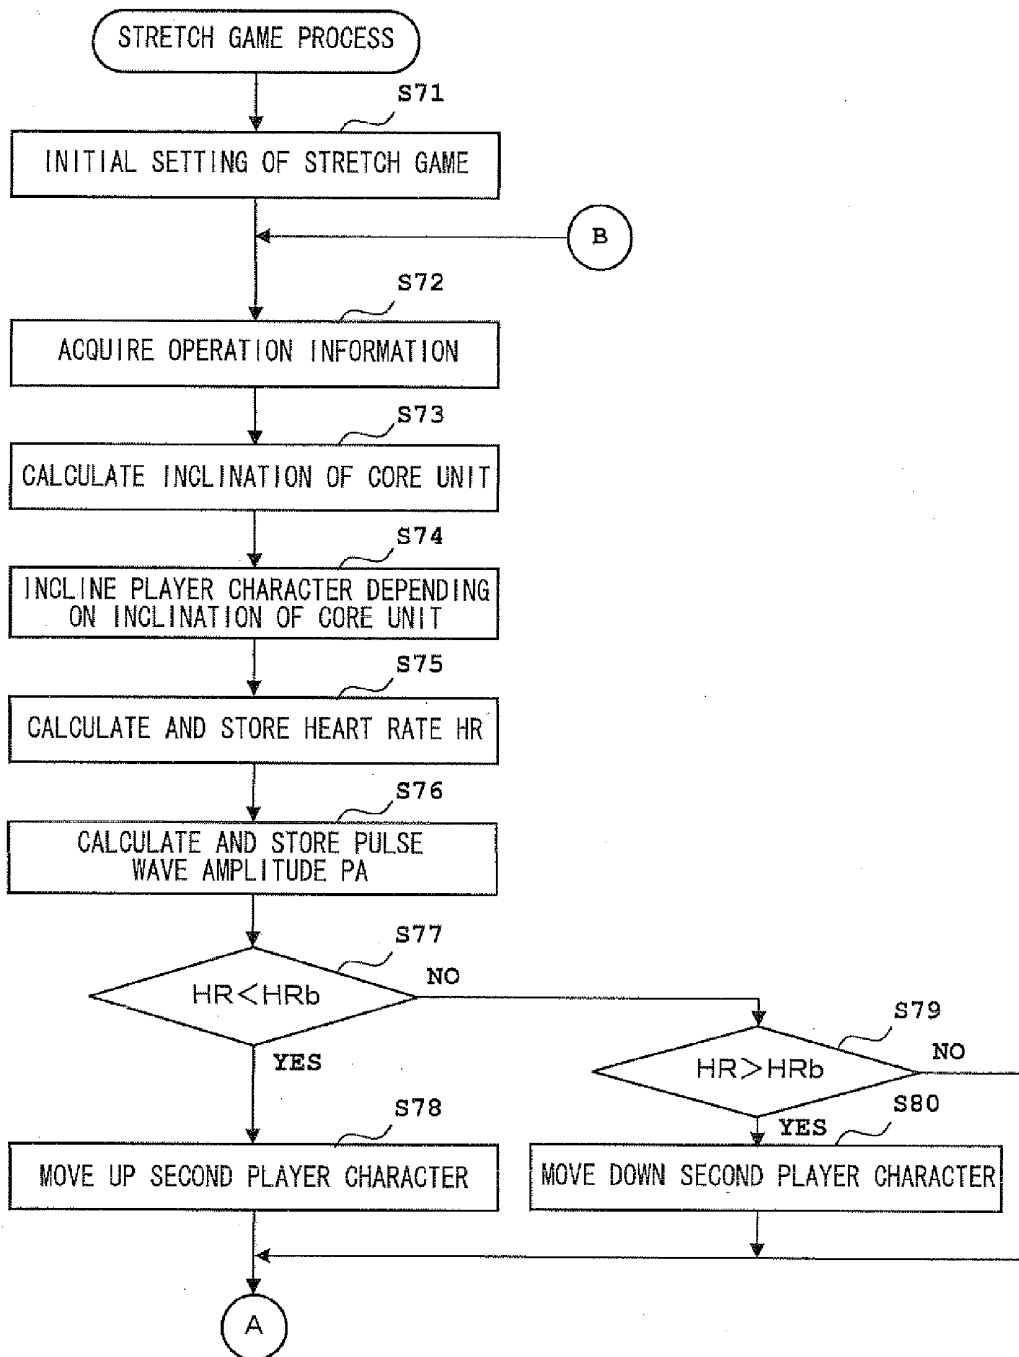 STRETCH GAME PROCESS
S71
INITIAL SETTING OF STRETCH GAME
B
S72
ACQUIRE OPERATION INFORMATION
S73
CALCULATE INCLINATION OF CORE UNIT
S74
INCLINE PLAYER CHARACTER DEPENDING
ON INCLINATION OF CORE UNIT
S75
CALCULATE AND STORE HEART RATE HR
S76
CALCULATE AND STORE PULSE
WAVE AMPLITUDE PA
S77
HR<HRb
NO
YES
S79
HR>HRb
NO
YES
S78
MOVE UP SECOND PLAYER CHARACTER
S80
MOVE DOWN SECOND PLAYER CHARACTER
A